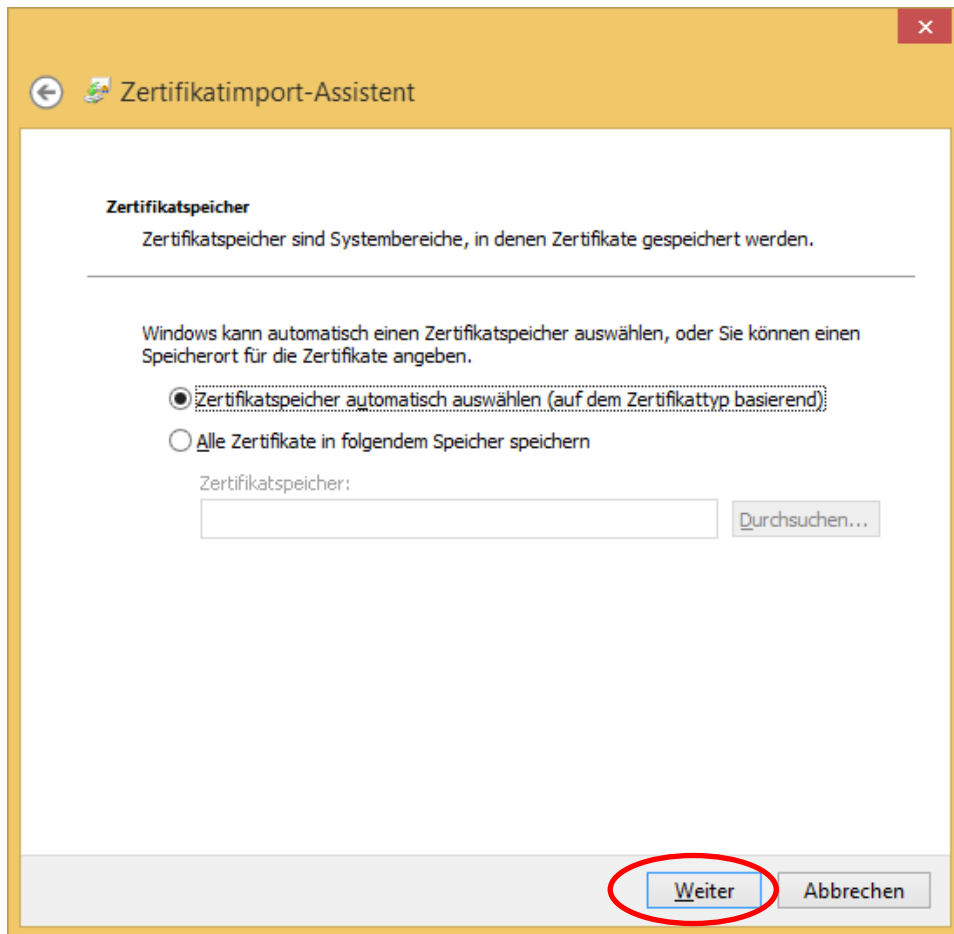 Zertifikatimport-Assistent
Zertifikatspeicher
Zertifikatspeicher sind Systembereiche, in denen Zertifikate gespeichert werden.
Windows kann automatisch einen Zertifikatspeicher auswählen, oder Sie können einen
Speicherort für die Zertifikate angeben.
Zertifikatspeicher automatisch auswählen (auf dem Zertifikattyp basierend)
Alle Zertifikate in folgendem Speicher speichern
Zertifikatspeicher:
Durchsuchen...
Weiter Abbrechen